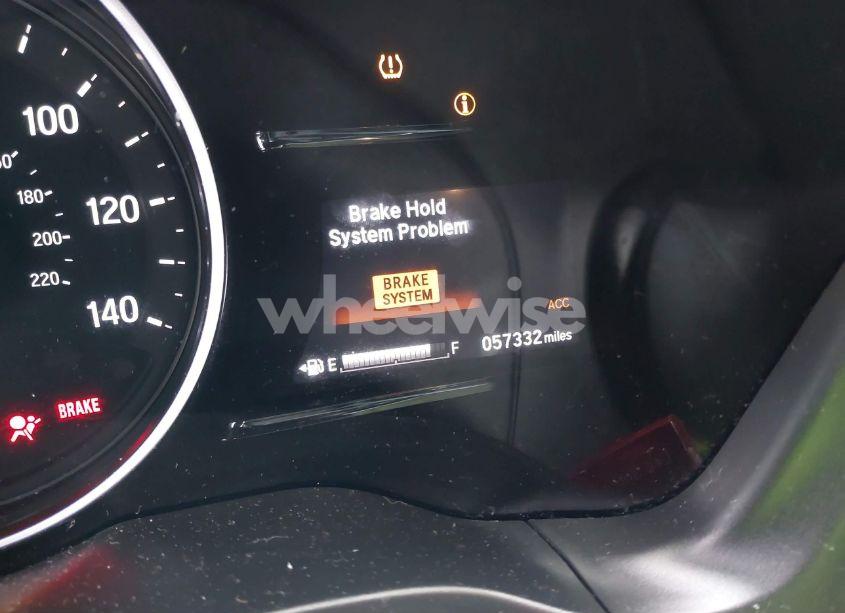 100
180
120
200
220
140
BRAKE
Brake Hold
System Problem
BRAKE
SYSTEM
wheelwise
ACC
E F
057332 miles